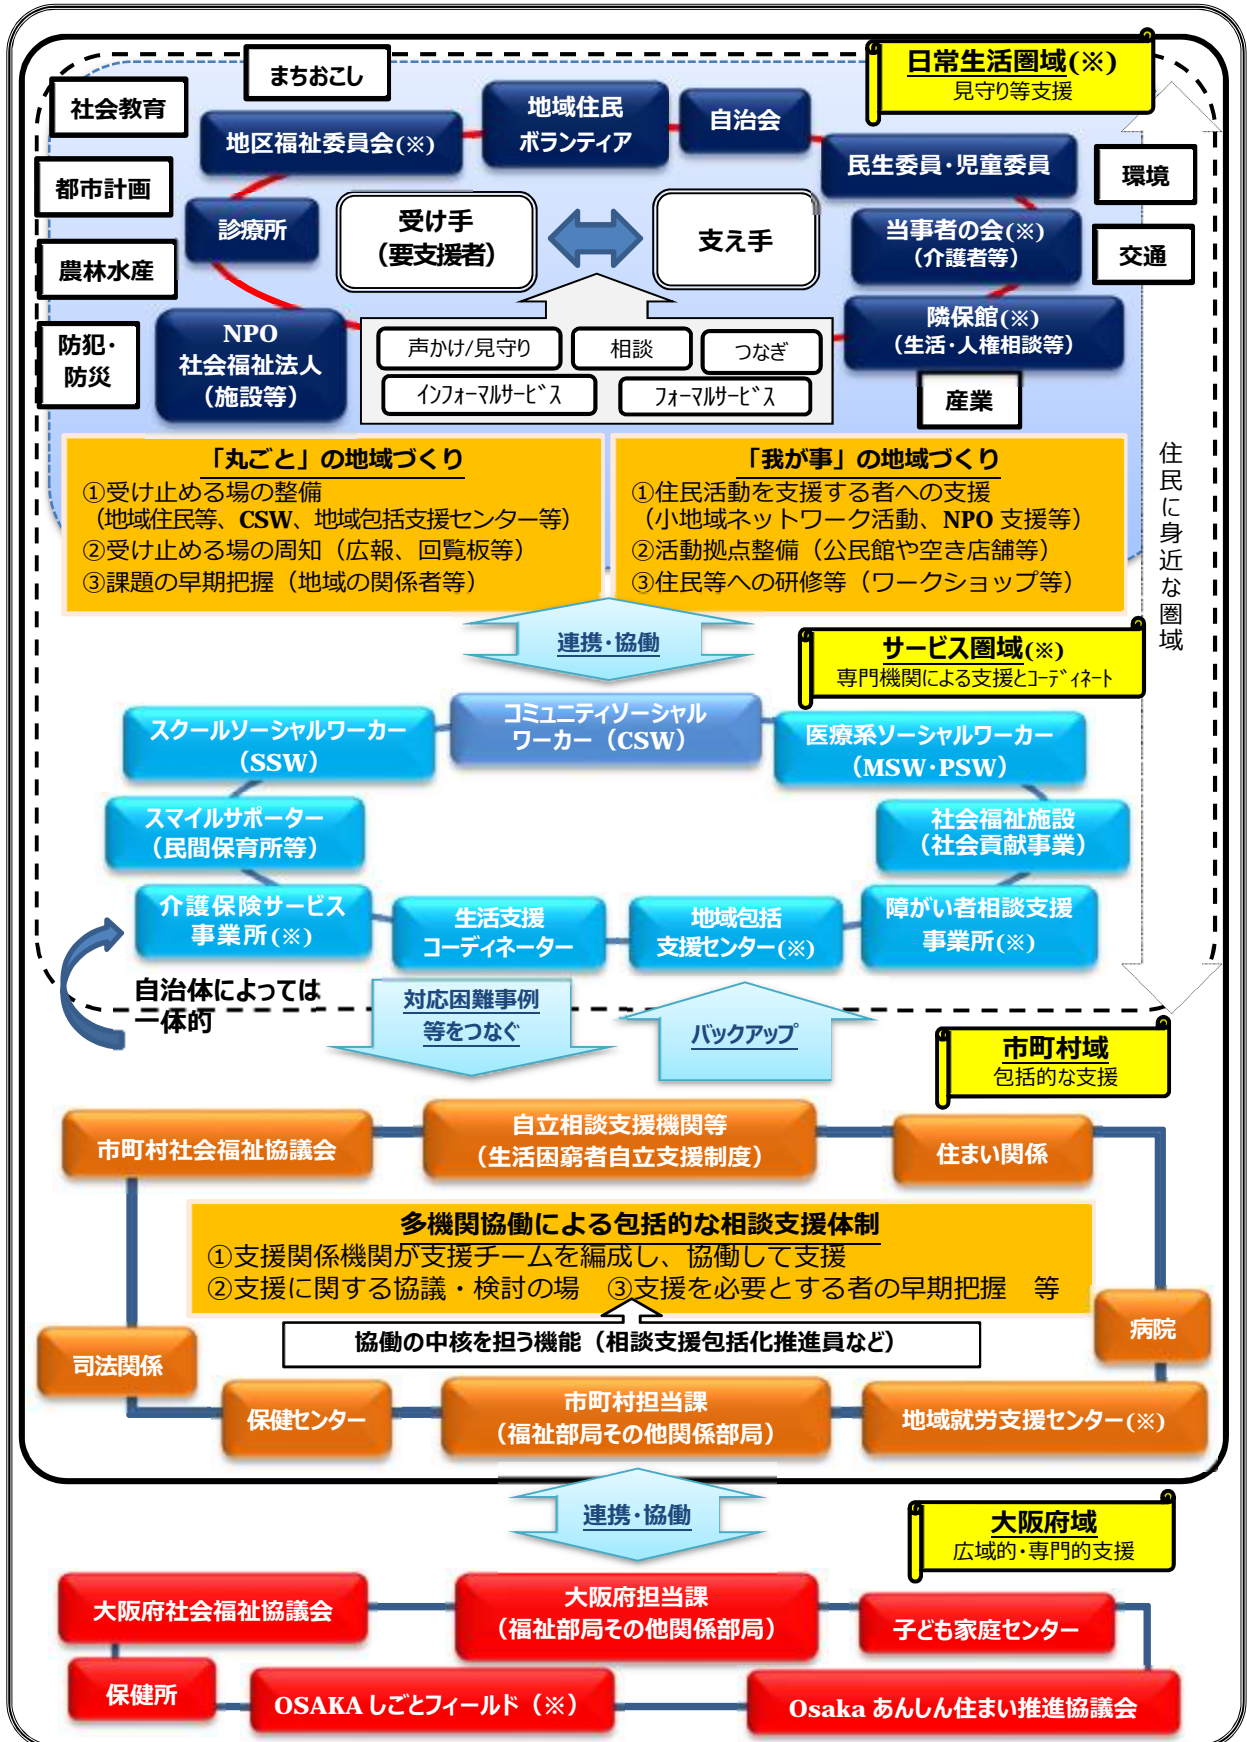 日常生活圏域(※)
見守り等支援
まちおこし
社会教育
都市計画
農林水産
防犯・
防災
環境
交通
産業
地区福祉委員会(※)
地域住民
ボランティア
自治会
民生委員・児童委員
診療所
当事者の会(※)
(介護者等)
NPO
社会福祉法人
(施設等)
隣保館(※)
(生活・人権相談等)
受け手
(要支援者)
支え手
声かけ/見守り
相談
つなぎ
インフォーマルサービス
フォーマルサービス
「丸ごと」の地域づくり
①受け止める場の整備
(地域住民等、CSW、地域包括支援センター等)
②受け止める場の周知（広報、回覧板等）
③課題の早期把握（地域の関係者等）
「我が事」の地域づくり
①住民活動を支援する者への支援
(小地域ネットワーク活動、NPO 支援等)
②活動拠点整備（公民館や空き店舗等）
③住民等への研修等（ワークショップ等）
住民に身近な圏域
連携・協働
サービス圏域(※)
専門機関による支援とコーディネート
スクールソーシャルワーカー
（SSW）
コミュニティソーシャル
ワーカー（CSW）
医療系ソーシャルワーカー
（MSW・PSW）
スマイルサポーター
（民間保育所等）
社会福祉施設
（社会貢献事業）
介護保険サービス
事業所(※)
生活支援
コーディネーター
地域包括
支援センター(※)
障がい者相談支援
事業所(※)
自治体によっては
一体的
対応困難事例
等をつなぐ
バックアップ
市町村域
包括的な支援
市町村社会福祉協議会
自立相談支援機関等
（生活困窮者自立支援制度）
住まい関係
多機関協働による包括的な相談支援体制
①支援関係機関が支援チームを編成し、協働して支援
②支援に関する協議・検討の場　③支援を必要とする者の早期把握　等
協働の中核を担う機能（相談支援包括化推進員など）
病院
司法関係
保健センター
市町村担当課
（福祉部局その他関係部局）
地域就労支援センター(※)
連携・協働
大阪府域
広域的・専門的支援
大阪府社会福祉協議会
大阪府担当課
（福祉部局その他関係部局）
子ども家庭センター
保健所
OSAKA しごとフィールド（※）
Osaka あんしん住まい推進協議会